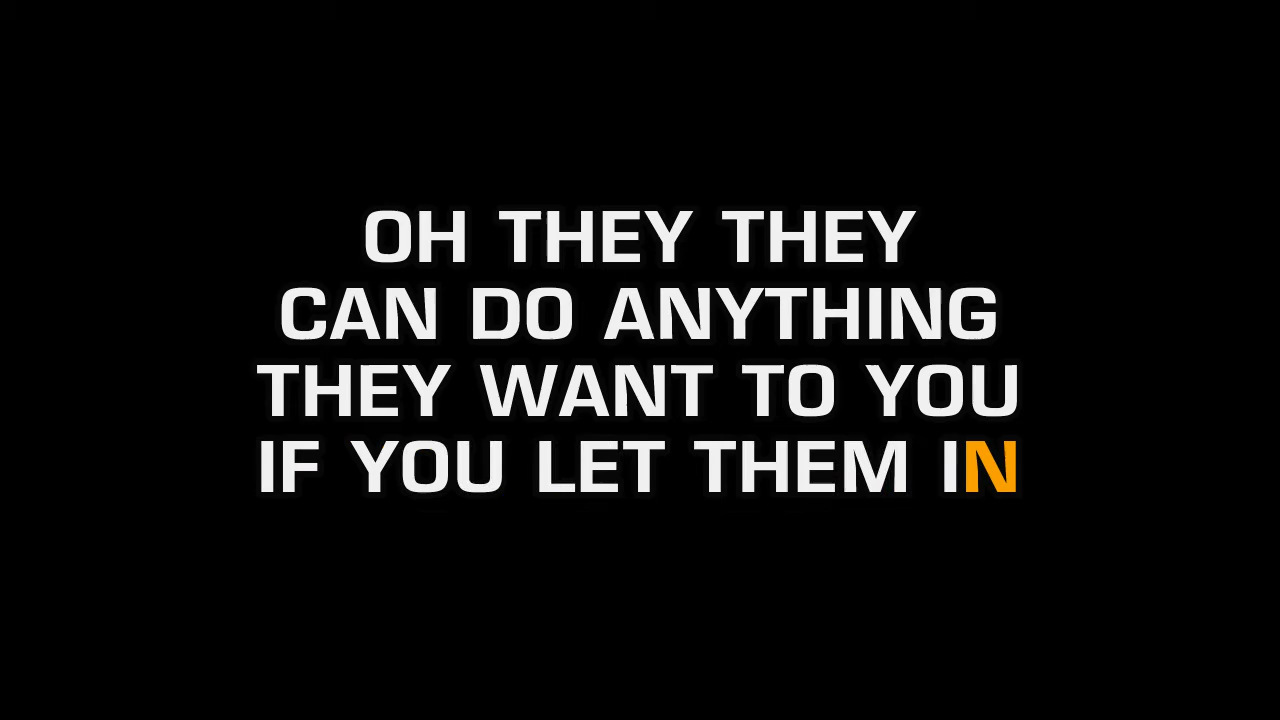 OH THEY THEY
CAN DO ANYTHING
THEY WANT TO YOU
IF YOU LET THEM IN